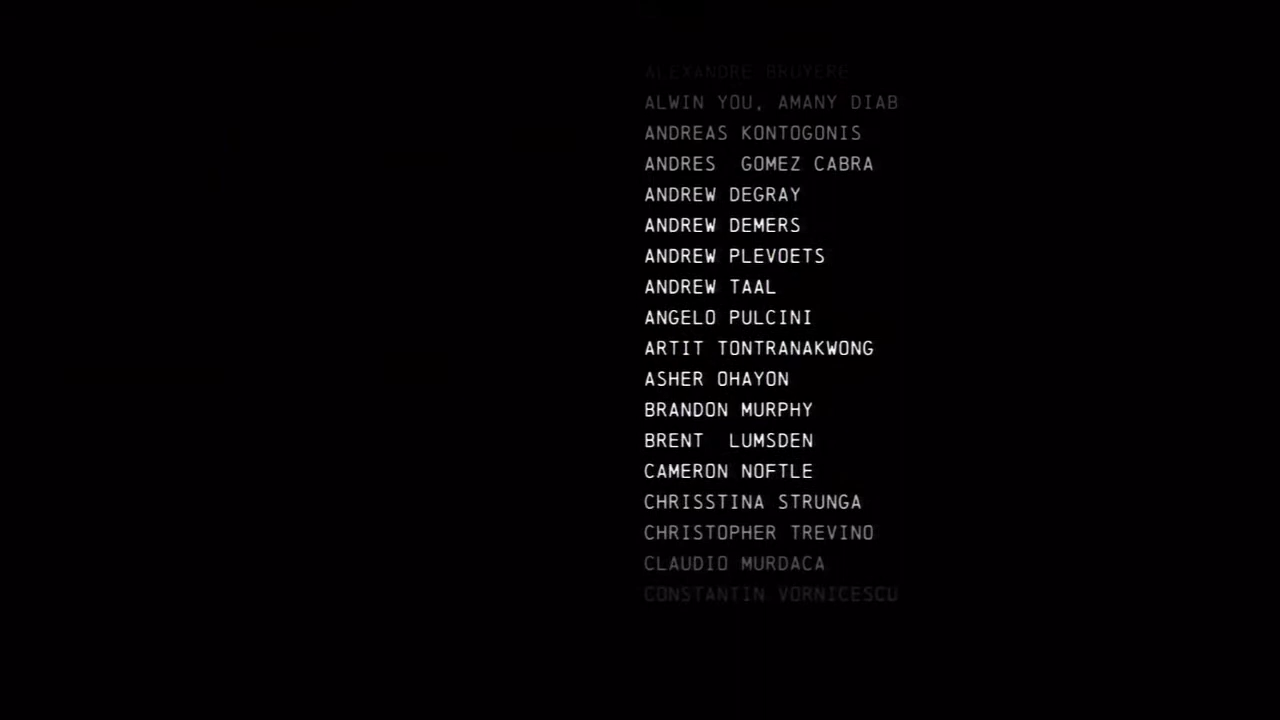 ALEXANDRE BRUYERE
ALWIN YOU, AMANY DIAB
ANDREAS KONTOGONIS
ANDRES  GOMEZ CABRA
ANDREW DEGRAY
ANDREW DEMERS
ANDREW PLEVOETS
ANDREW TAAL
ANGELO PULCINI
ARTIT TONTRANAKWONG
ASHER OHAYON
BRANDON MURPHY
BRENT  LUMSDEN
CAMERON NOFTLE
CHRISSTINA STRUNGA
CHRISTOPHER TREVINO
CLAUDIO MURDACA
CONSTANTIN VORNICESCU